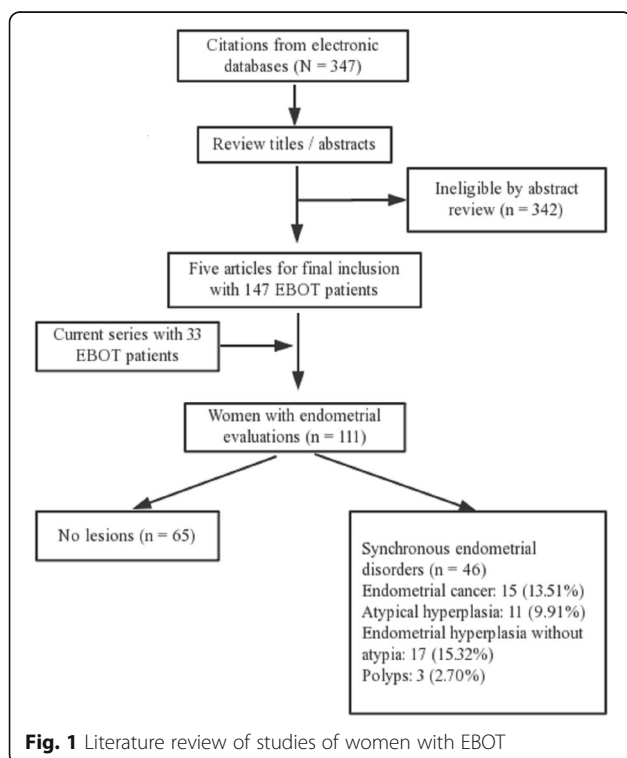 Citations from electronic
databases (N = 347)
Review titles / abstracts
Ineligible by abstract
review (n = 342)
Five articles for final inclusion
with 147 EBOT patients
Current series with 33
EBOT patients
Women with endometrial
evaluations (n = 111)
No lesions (n = 65)
Synchronous endometrial
disorders (n = 46)
Endometrial cancer: 15 (13.51%)
Atypical hyperplasia: 11 (9.91%)
Endometrial hyperplasia without
atypia: 17 (15.32%)
Polyps: 3 (2.70%)
Fig. 1 Literature review of studies of women with EBOT